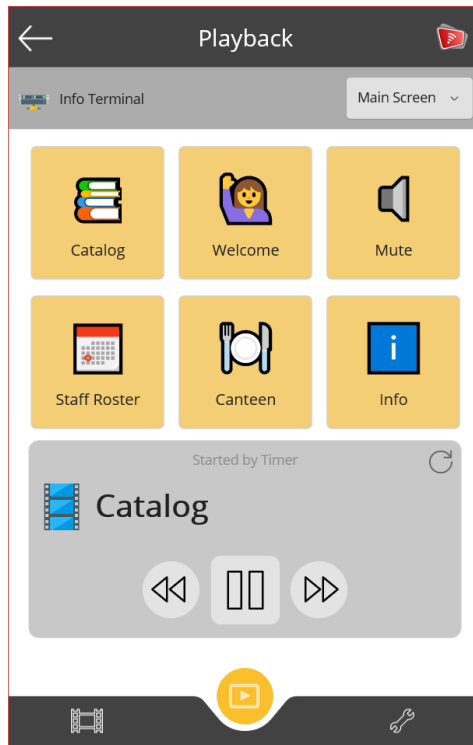 Playback
Info Terminal
Main Screen
Catalog
Welcome
Mute
Staff Roster
Canteen
Info
Started by Timer
Catalog